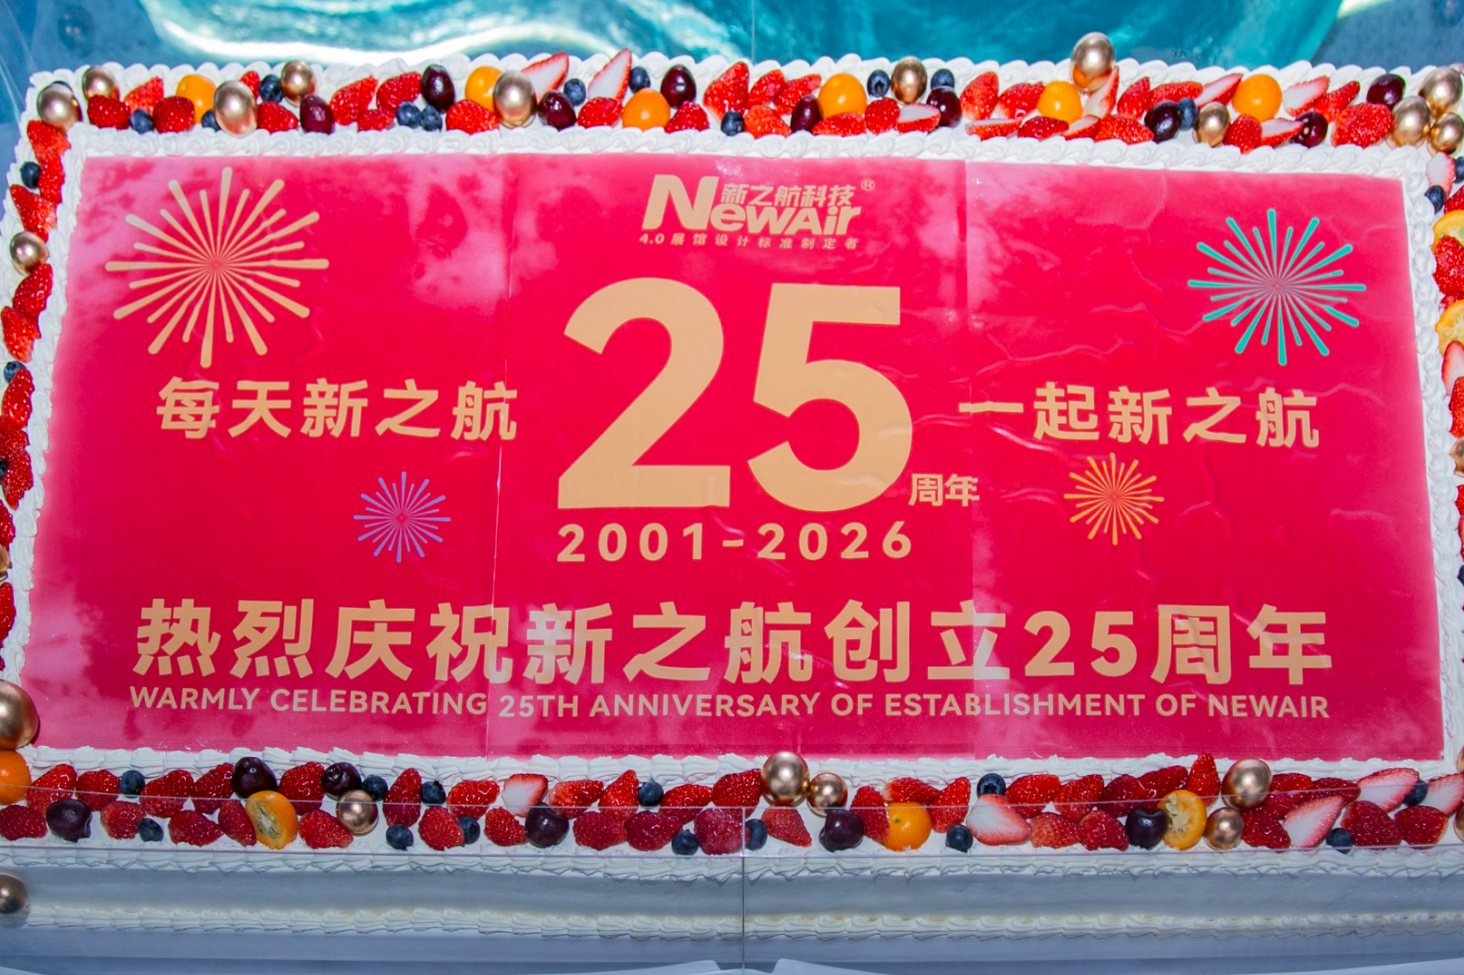 新之航科技®
NewAir
4.0展馆设计标准制定者
每天新之航
25周年
一起新之航
2001-2026
热烈庆祝新之航创立25周年
WARMLY CELEBRATING 25TH ANNIVERSARY OF ESTABLISHMENT OF NEWAIR